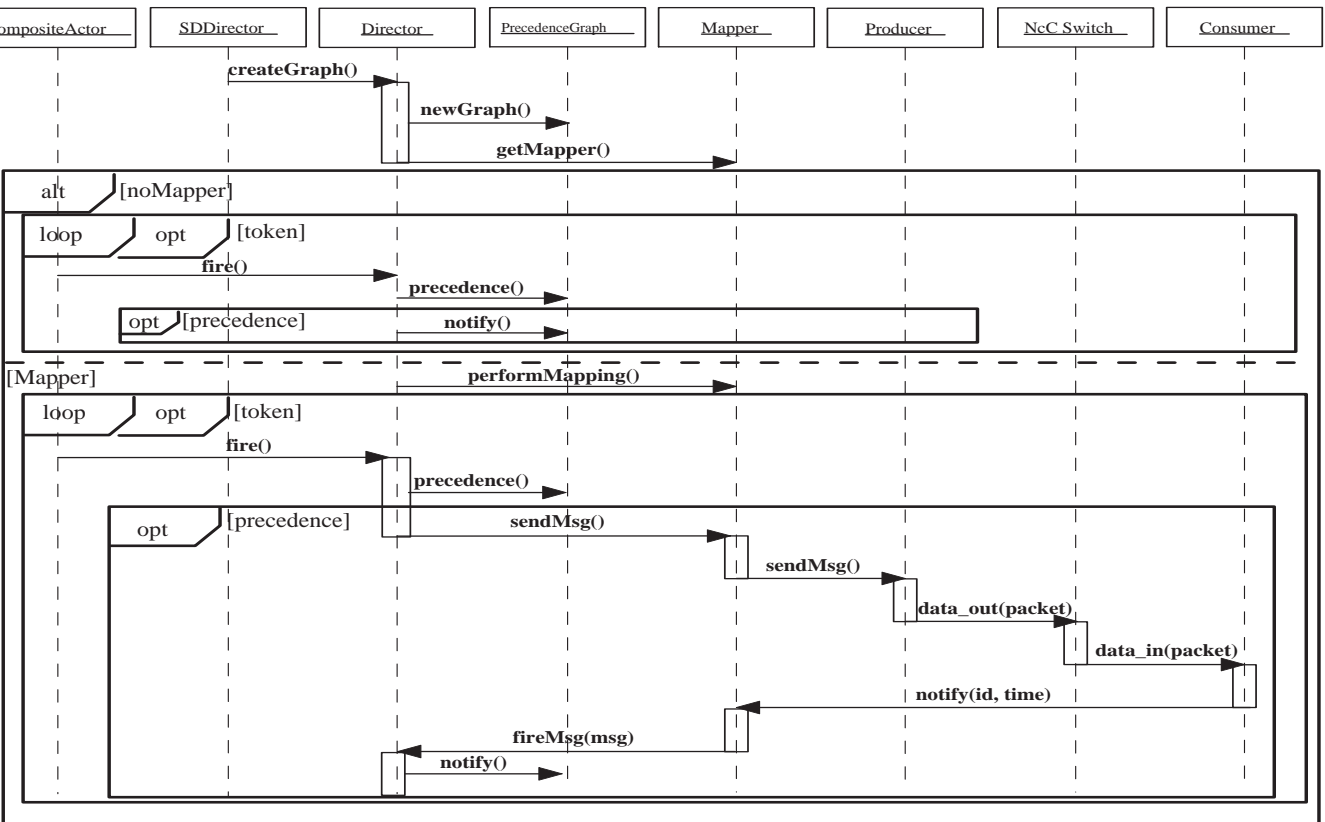 ompositeActor SDDirector Director PrecedenceGraph Mapper Producer NcC Switch Consumer
createGraph()
newGraph()
getMapper()
alt [noMapper]
loop opt [token]
fire()
precedence()
opt [precedence] notify()
[Mapper] performMapping()
loop opt [token]
fire()
precedence()
opt [precedence] sendMsg()
sendMsg()
data_out(packet)
data_in(packet)
notify(id, time)
fireMsg(msg)
notify()